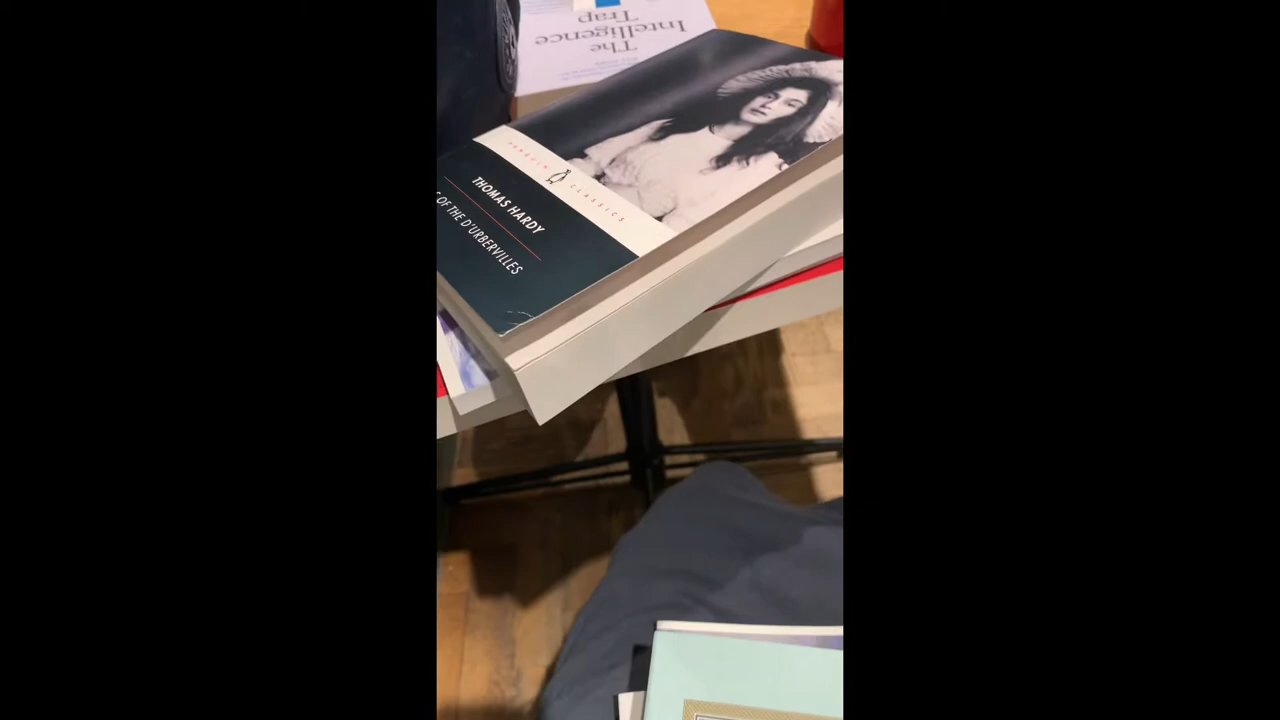 The
Intelligence
Trap
PENGUIN CLASSICS
THOMAS HARDY
OF THE D'URBERVILLES